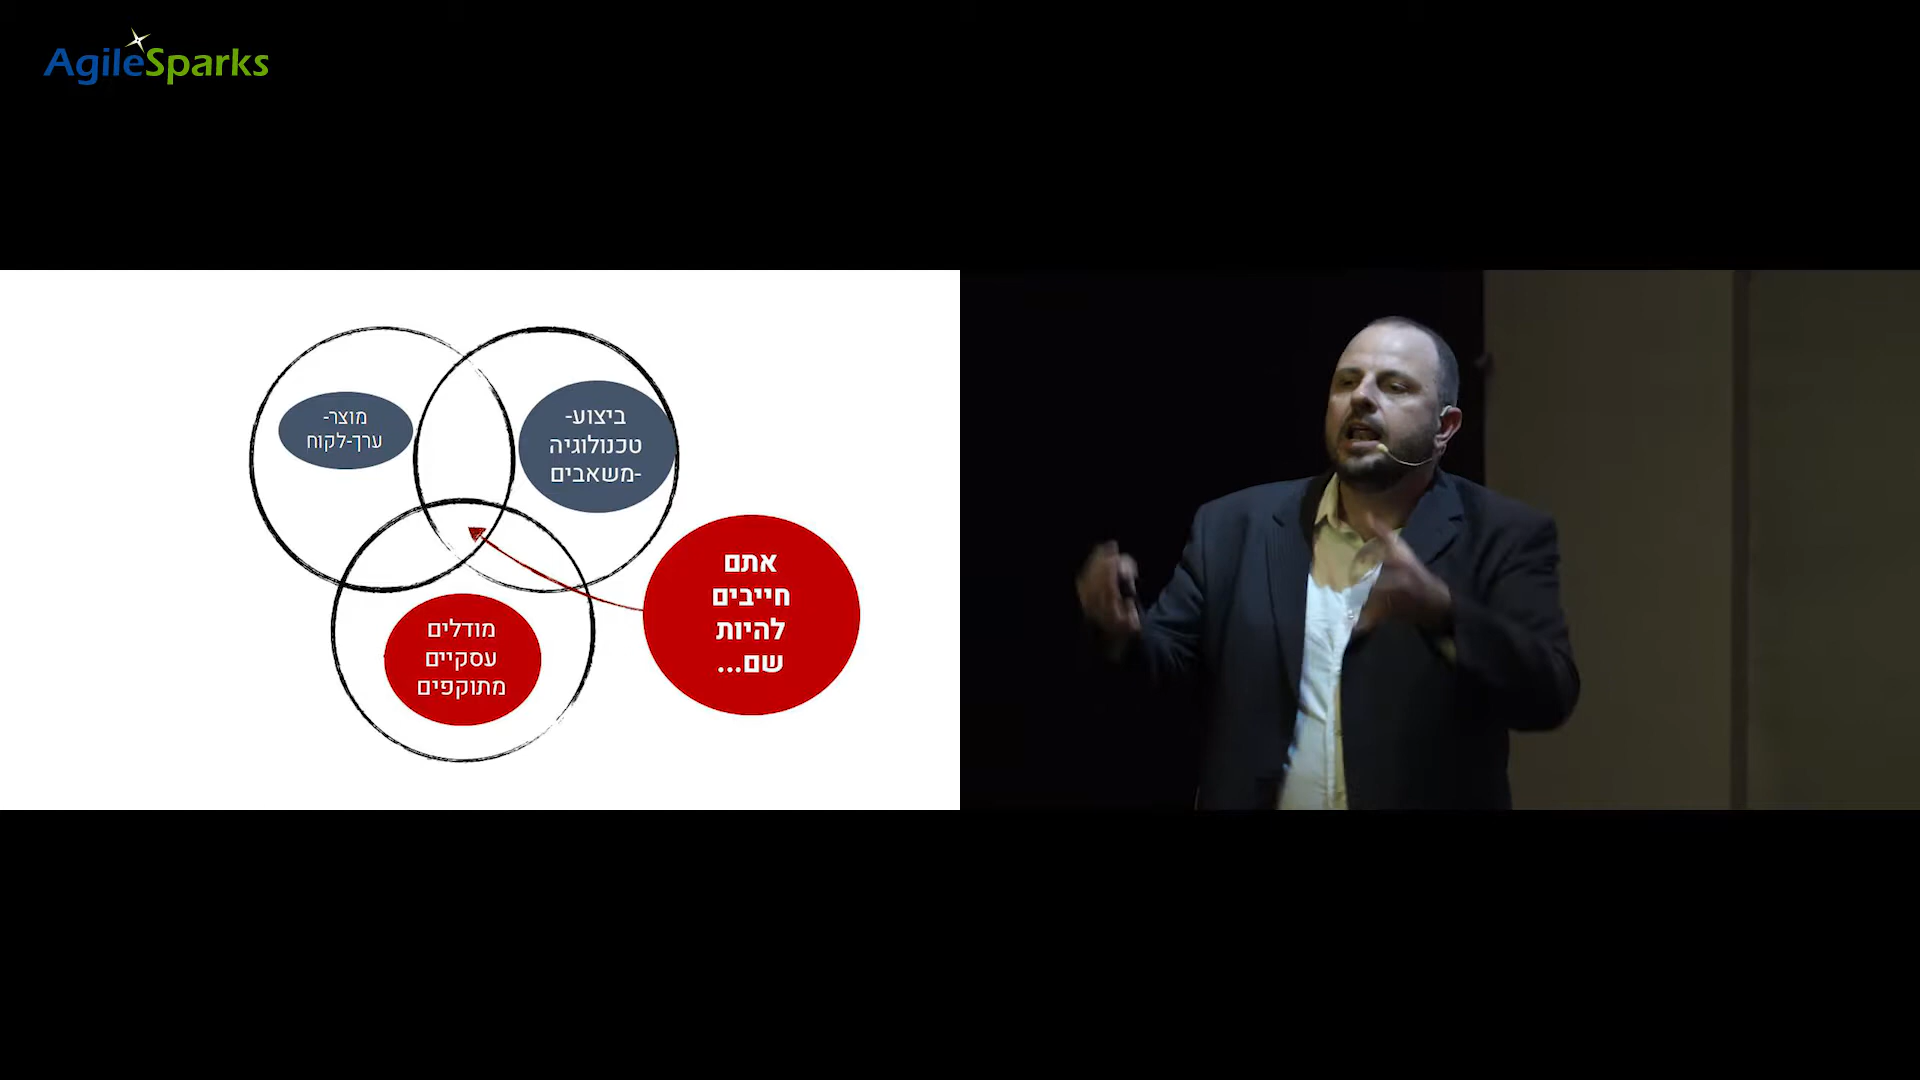 AgileSparks
מוצר-
ערך-לקוח
ביצוע-
טכנולוגיה
-משאבים
אתם
חייבים
להיות
שם...
מודלים
עסקיים
מתוקפים